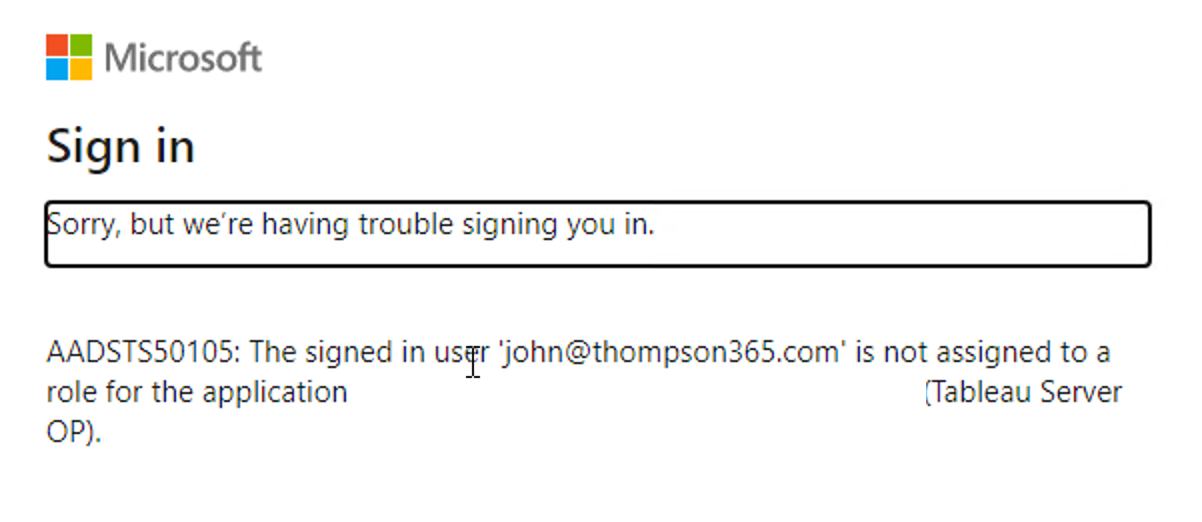 Microsoft
Sign in
Sorry, but we're having trouble signing you in.
AADSTS50105: The signed in user 'john@thompson365.com' is not assigned to a
role for the application (Tableau Server
OP).